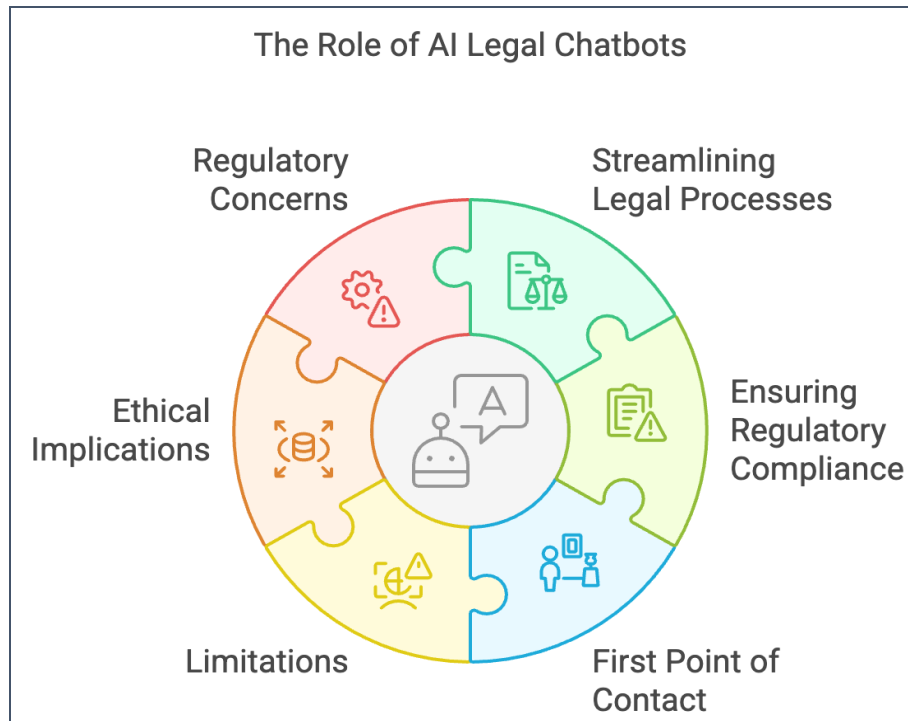 The Role of AI Legal Chatbots
Regulatory
Concerns
Streamlining
Legal Processes
Ethical
Implications
A
Ensuring
Regulatory
Compliance
Limitations
First Point of
Contact